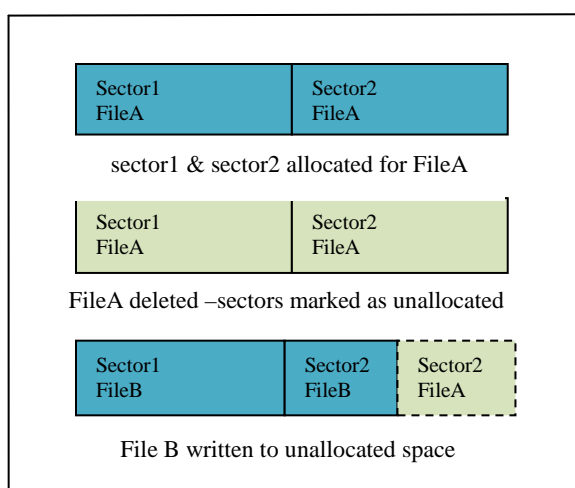 Sector1 Sector2
FileA FileA
sector1 & sector2 allocated for FileA
Sector1 Sector2
FileA FileA
FileA deleted –sectors marked as unallocated
Sector1 Sector2 Sector2
FileB FileB FileA
File B written to unallocated space